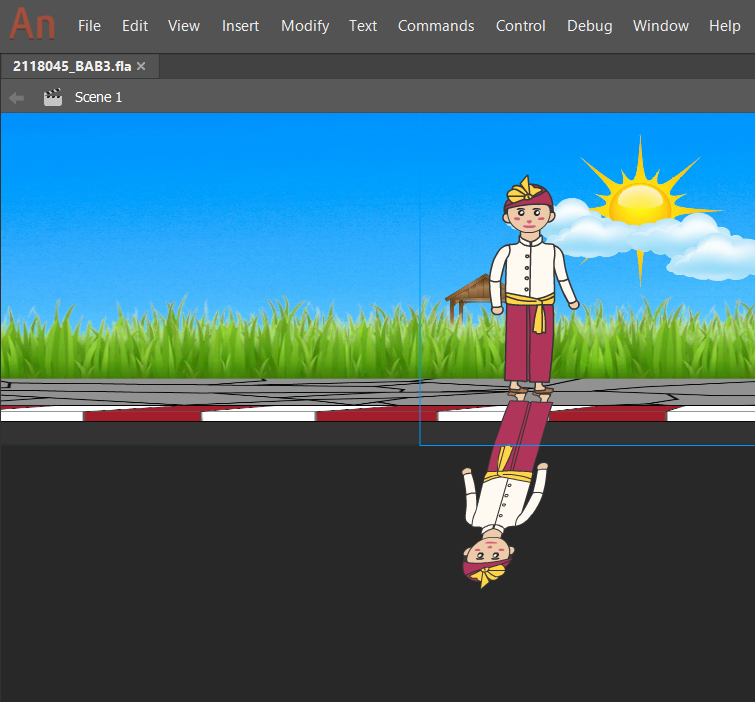 An File Edit View Insert Modify Text Commands Control Debug Window Help
2118045_BAB3.fla ×
Scene 1